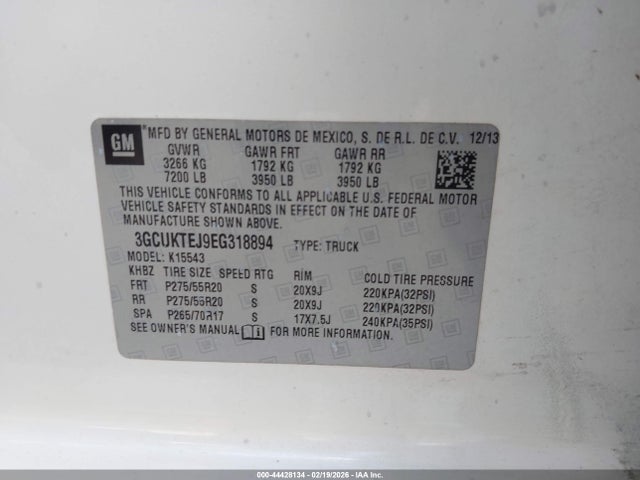 GM
*MFD BY GENERAL MOTORS DE MEXICO, S. DE R.L. DE C.V. 12/13
GVWR GAWR FRT GAWR RR
3266 KG 1792 KG 1792 KG
7200 LB 3950 LB 3950 LB
THIS VEHICLE CONFORMS TO ALL APPLICABLE U.S. FEDERAL MOTOR
VEHICLE SAFETY STANDARDS IN EFFECT ON THE DATE OF
MANUFACTURE SHOWN ABOVE.
3GCUKTEJ9EG318894 TYPE: TRUCK
MODEL: K15543
KHBZ TIRE SIZE SPEED RTG RIM COLD TIRE PRESSURE
FRT P275/55R20 S 20X9J 220KPA(32PSI)
RR P275/55R20 S 20X9J 220KPA(32PSI)
SPA P265/70R17 S 17X7.5J 240KPA(35PSI)
SEE OWNER'S MANUAL FOR MORE INFORMATION.
000-44428134 - 02/19/2026 - IAA Inc.